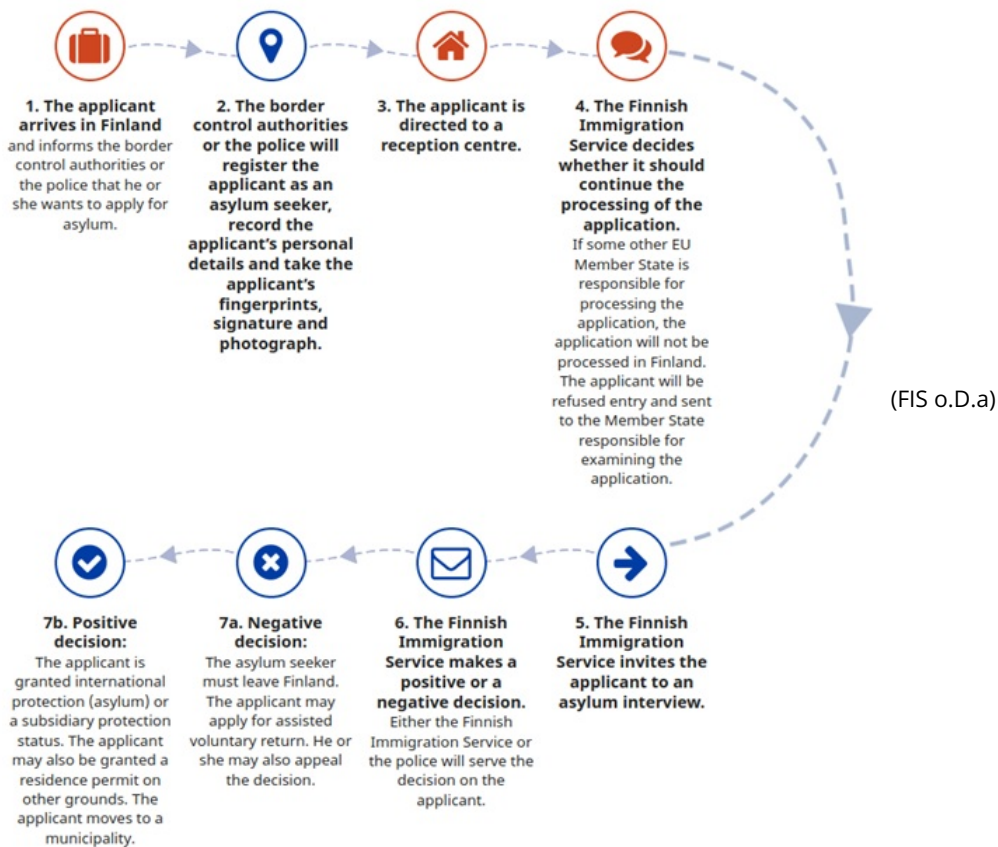 1. The applicant
arrives in Finland
and informs the border
control authorities or
the police that he or
she wants to apply for
asylum.
2. The border
control authorities
or the police will
register the
applicant as an
asylum seeker,
record the
applicant's personal
details and take the
applicant's
fingerprints,
signature and
photograph.
3. The applicant is
directed to a
reception centre.
4. The Finnish
Immigration
Service decides
whether it should
continue the
processing of the
application.
If some other EU
Member State is
responsible for
processing the
application, the
application will not be
processed in Finland.
The applicant will be
refused entry and sent
to the Member State
responsible for
examining the
application.
(FIS o.D.a)
5. The Finnish
Immigration
Service invites the
applicant to an
asylum interview.
6. The Finnish
Immigration
Service makes a
positive or a
negative decision.
Either the Finnish
Immigration Service or
the police will serve the
decision on the
applicant.
7a. Negative
decision:
The asylum seeker
must leave Finland.
The applicant may
apply for assisted
voluntary return. He or
she may also appeal
the decision.
7b. Positive
decision:
The applicant is
granted international
protection (asylum) or
a subsidiary protection
status. The applicant
may also be granted a
residence permit on
other grounds. The
applicant moves to a
municipality.